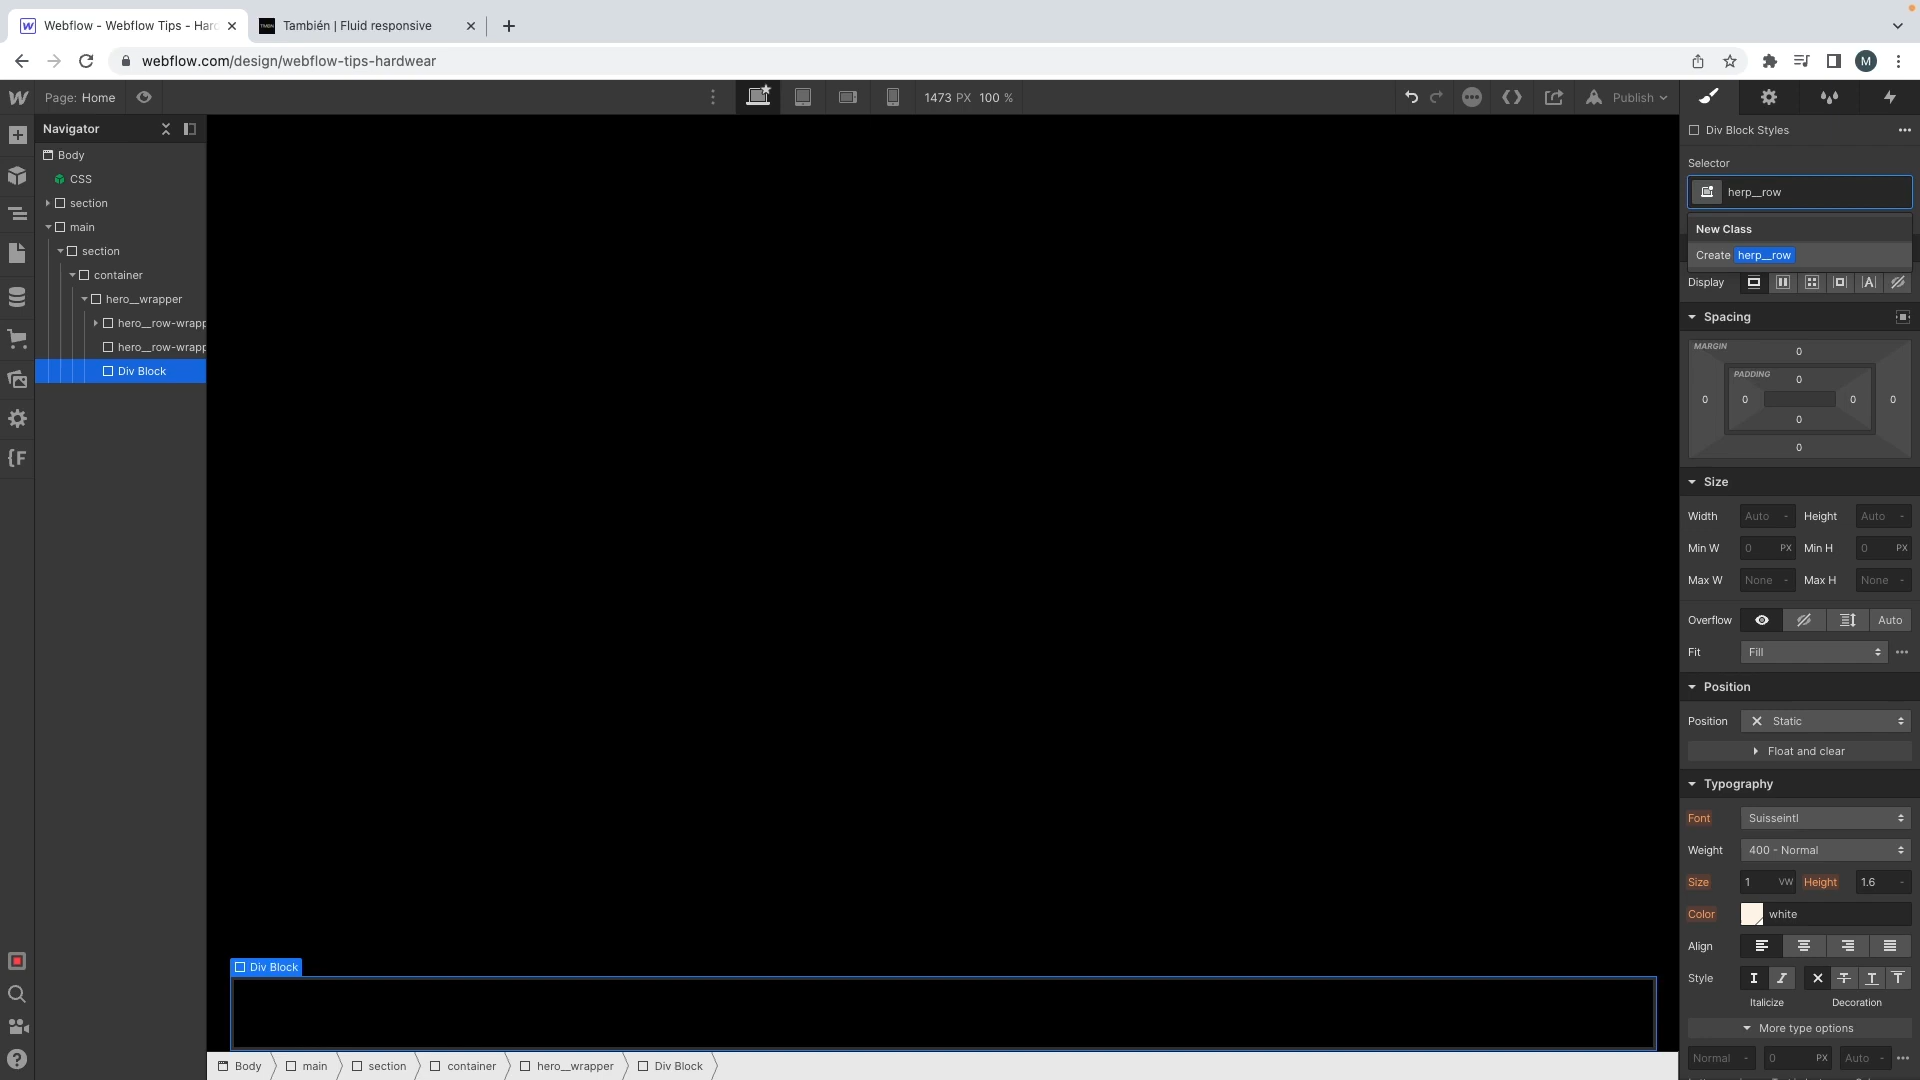 Webflow - Webflow Tips - Hard
También | Fluid responsive
webflow.com/design/webflow-tips-hardwear
M
Page: Home
1473 PX 100 %
Publish
Navigator
Body
CSS
section
main
section
container
hero__wrapper
hero__row-wrapp
hero__row-wrapp
Div Block
Div Block Styles
Selector
herp__row
New Class
Create herp__row
Display
Spacing
MARGIN
0
PADDING
0
0 0 0 0
0
0
Size
Width Auto - Height Auto -
Min W 0 PX Min H 0 PX
Max W None - Max H None -
Overflow Auto
Fit Fill
Position
Position Static
Float and clear
Typography
Font SuisseintI
Weight 400 - Normal
Size 1 VW Height 1.6 -
Color white
Align
Style
Italicize Decoration
More type options
Normal - 0 PX Auto -
Div Block
Body main section container hero__wrapper Div Block